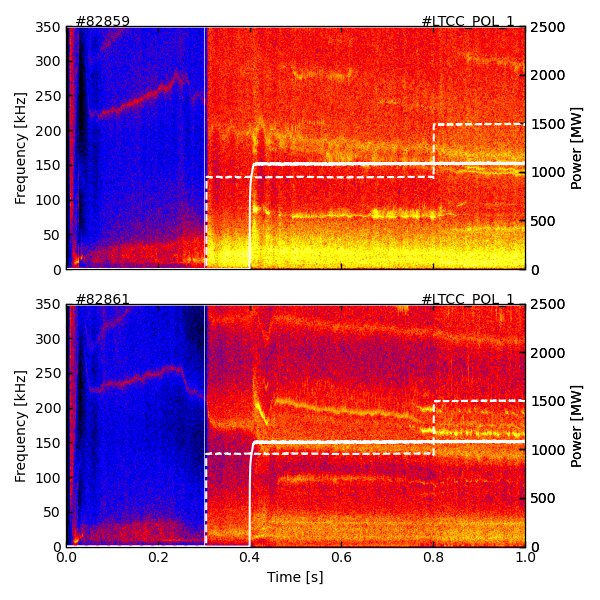 #82859 #LTCC_POL_1
350 2500
300
250 2000
200
150 1500
100 1000
50 500
0 0
Frequency [kHz]
Power [MW]
#82861 #LTCC_POL_1
350 2500
300
250 2000
200
150 1500
100 1000
50 500
0 0
Frequency [kHz]
Power [MW]
0.0 0.2 0.4 0.6 0.8 1.0
Time [s]